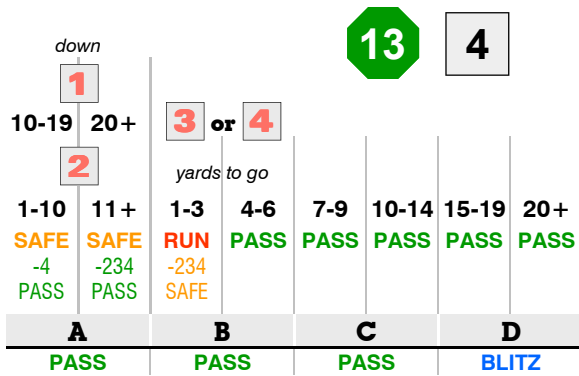 13 4
down
1
10-19 20+ 3 or 4
2 yards to go
1-10 11+ 1-3 4-6 7-9 10-14 15-19 20+
SAFE SAFE RUN PASS PASS PASS PASS PASS
-4 -234 -234
PASS PASS SAFE
A B C D
PASS PASS PASS BLITZ